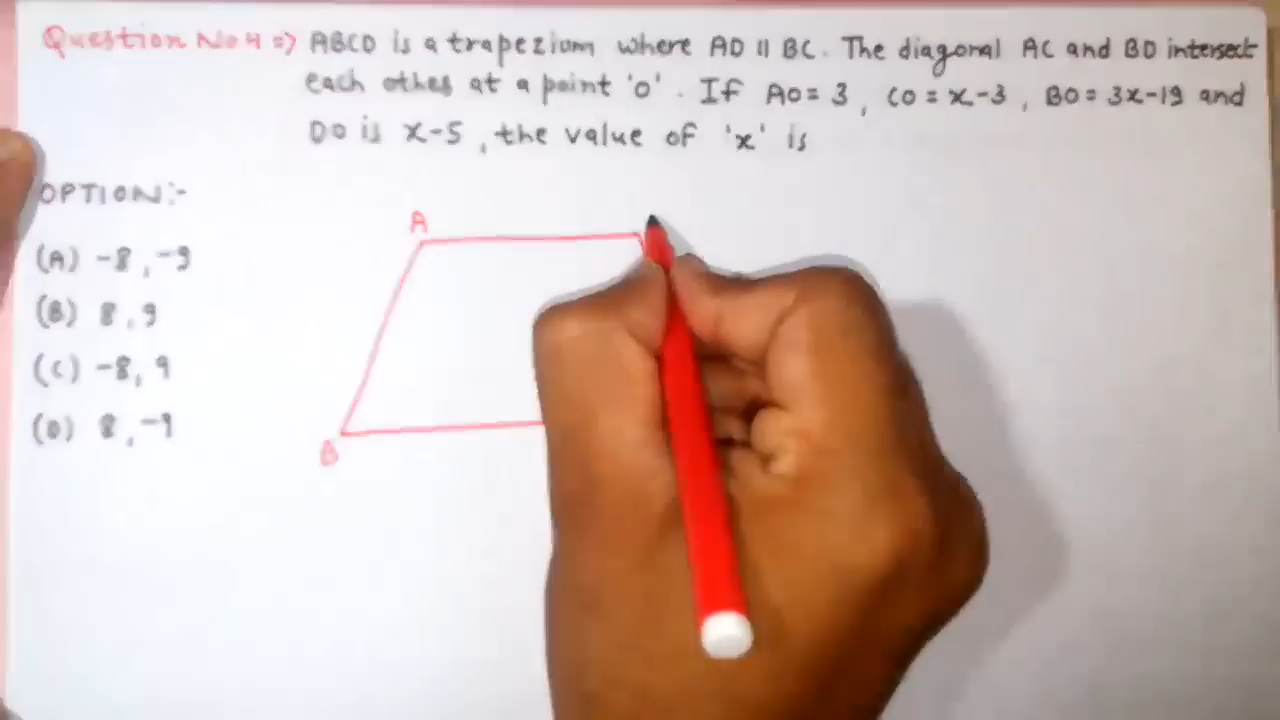 Question No 4 => ABCD is a trapezium where AD || BC. The diagonal AC and BD intersect
each othes at a point 'O'. If AO = 3, CO = x-3, BO = 3x-19 and
DO is x-5, the value of 'x' is
OPTION:-
(A) -8, -9
(B) 8, 9
(C) -8, 9
(D) 8, -9
A
B